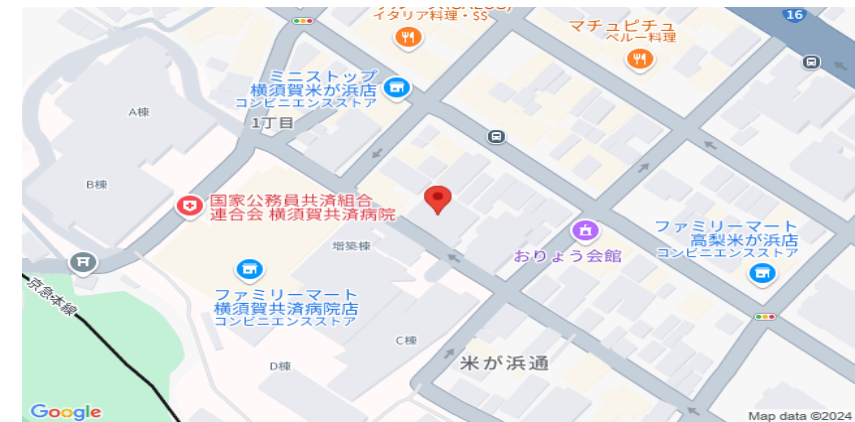 イタリア料理・SS
マチュピチュ
ペルー料理
16
ミニストップ
横須賀米が浜店
コンビニエンスストア
A棟
1丁目
B棟
国家公務員共済組合
連合会 横須賀共済病院
増築棟
おりょう会館
ファミリーマート
高梨米が浜店
コンビニエンスストア
京急本線
ファミリーマート
横須賀共済病院店
コンビニエンスストア
C棟
D棟
米が浜通
Google
Map data ©2024